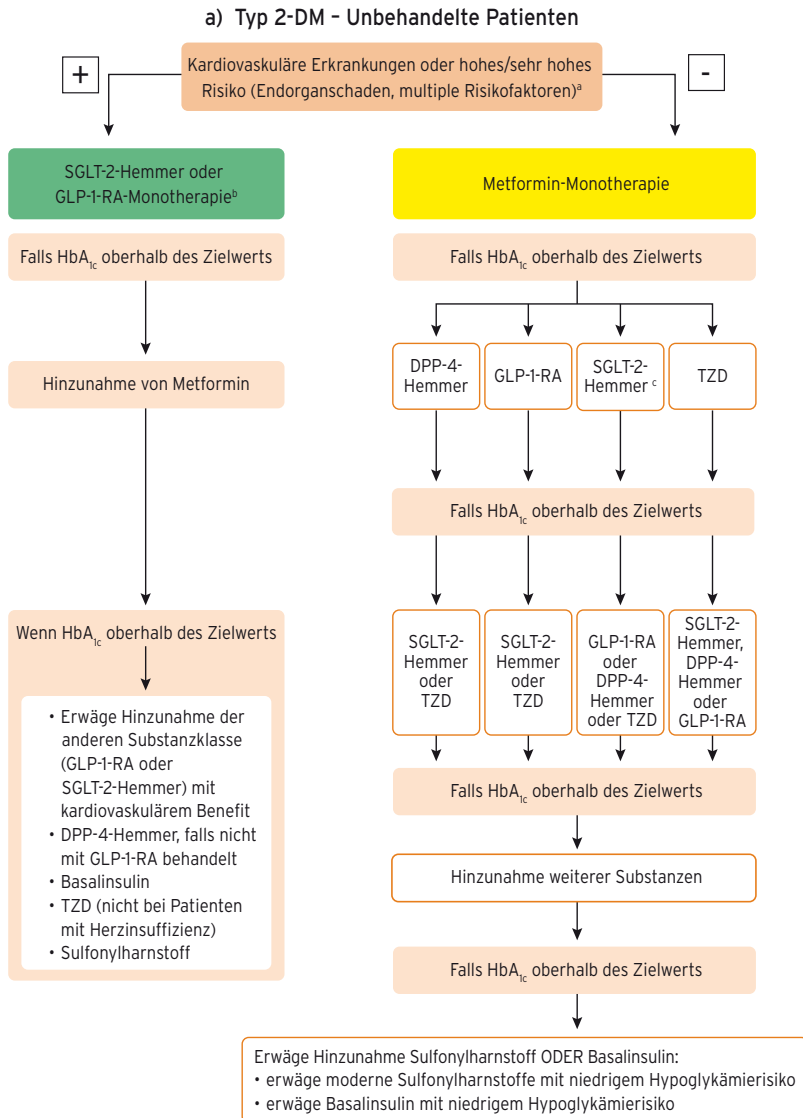 a) Typ 2-DM – Unbehandelte Patienten
+
Kardiovaskuläre Erkrankungen oder hohes/sehr hohes
Risiko (Endorganschaden, multiple Risikofaktoren)ᵃ
-
SGLT-2-Hemmer oder
GLP-1-RA-Monotherapieᵇ
Falls HbA1c oberhalb des Zielwerts
Hinzunahme von Metformin
Wenn HbA1c oberhalb des Zielwerts
• Erwäge Hinzunahme der
anderen Substanzklasse
(GLP-1-RA oder
SGLT-2-Hemmer) mit
kardiovaskulärem Benefit
• DPP-4-Hemmer, falls nicht
mit GLP-1-RA behandelt
• Basalinsulin
• TZD (nicht bei Patienten
mit Herzinsuffizienz)
• Sulfonylharnstoff
Metformin-Monotherapie
Falls HbA1c oberhalb des Zielwerts
DPP-4-
Hemmer
GLP-1-RA
SGLT-2-
Hemmer ᶜ
TZD
Falls HbA1c oberhalb des Zielwerts
SGLT-2-
Hemmer
oder
TZD
SGLT-2-
Hemmer
oder
TZD
GLP-1-RA
oder
DPP-4-
Hemmer
oder TZD
SGLT-2-
Hemmer,
DPP-4-
Hemmer
oder
GLP-1-RA
Falls HbA1c oberhalb des Zielwerts
Hinzunahme weiterer Substanzen
Falls HbA1c oberhalb des Zielwerts
Erwäge Hinzunahme Sulfonylharnstoff ODER Basalinsulin:
• erwäge moderne Sulfonylharnstoffe mit niedrigem Hypoglykämierisiko
• erwäge Basalinsulin mit niedrigem Hypoglykämierisiko